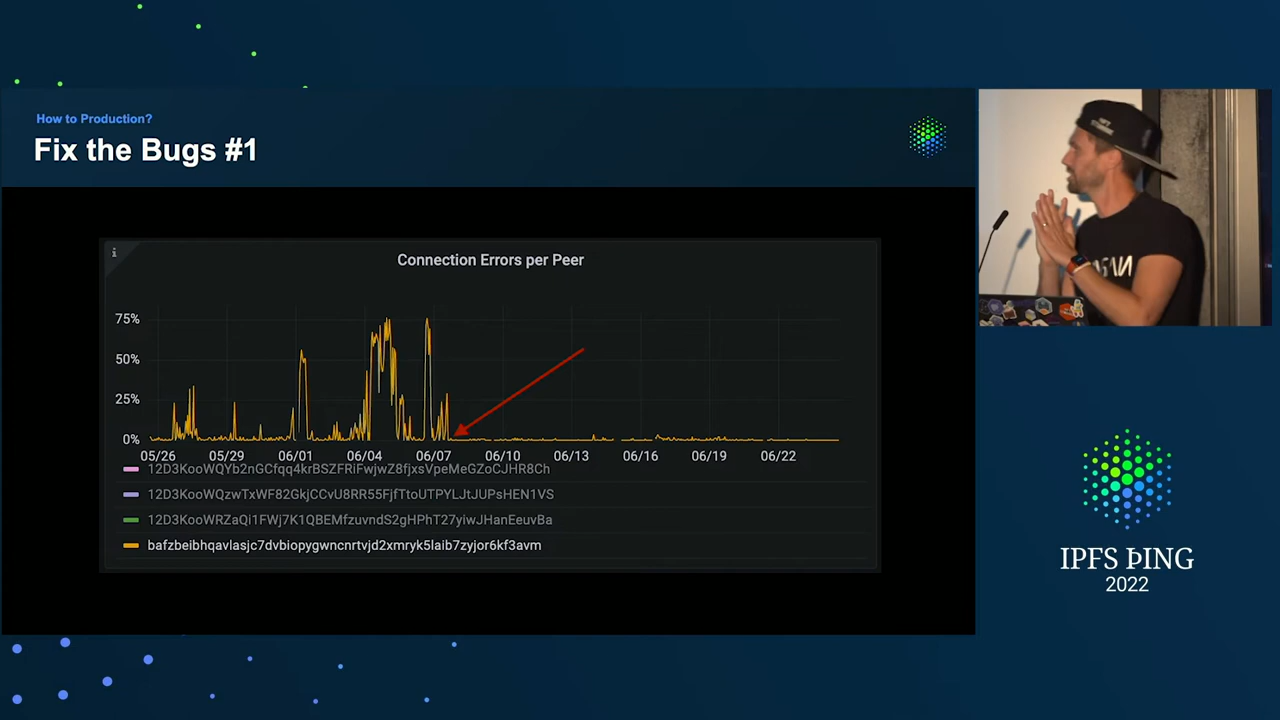 How to Production?
Fix the Bugs #1
i
Connection Errors per Peer
75%
50%
25%
0%
05/26 05/29 06/01 06/04 06/07 06/10 06/13 06/16 06/19 06/22
12D3KooWQYb2nGCfqq4krBSZFRiFwjwZ8fjxsVpeMeGZoCJHR8Ch
12D3KooWQzwTxWF82GkjCCvU8RR55FjfTtoUTPYLJtJUPsHEN1VS
12D3KooWRZaQi1FWj7K1QBEMfzuvndS2gHPhT27yiwJHanEeuvBa
bafzbeibhqavlasjc7dvbiopygwncnrtvjd2xmryk5laib7zyjor6kf3avm
IPFS ÞING
2022